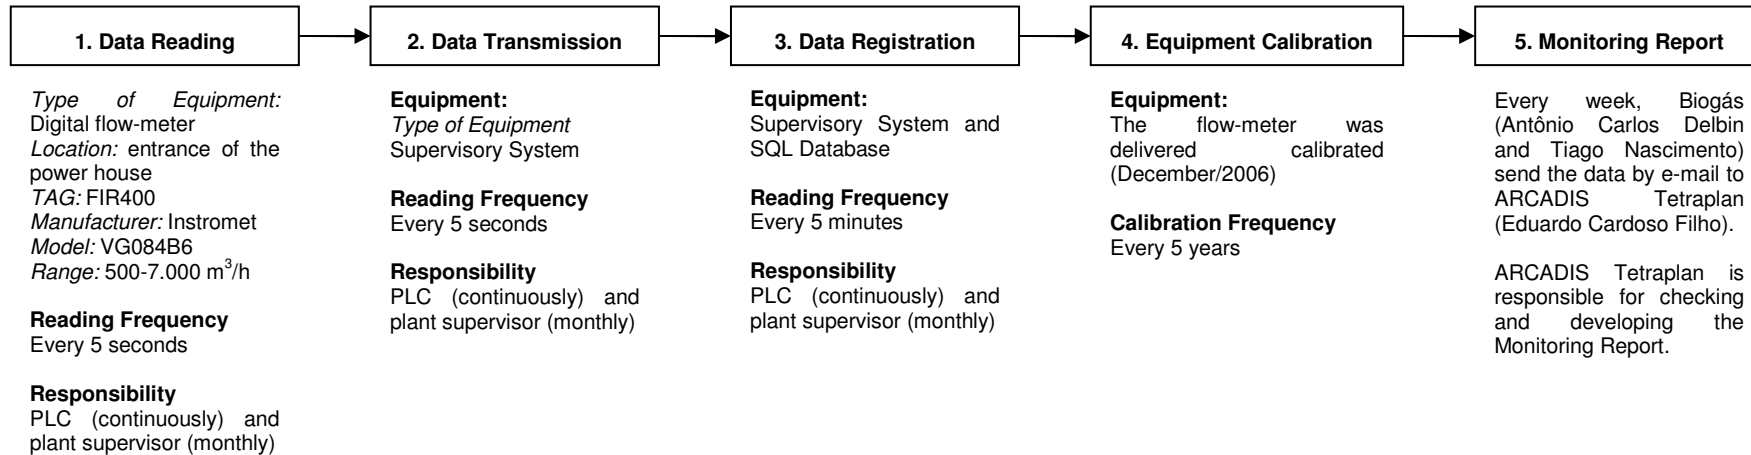 1. Data Reading
2. Data Transmission
3. Data Registration
4. Equipment Calibration
5. Monitoring Report
Type of Equipment:
Digital flow-meter
Location: entrance of the
power house
TAG: FIR400
Manufacturer: Instromet
Model: VG084B6
Range: 500-7.000 m³/h
Reading Frequency
Every 5 seconds
Responsibility
PLC (continuously) and
plant supervisor (monthly)
Equipment:
Type of Equipment
Supervisory System
Reading Frequency
Every 5 seconds
Responsibility
PLC (continuously) and
plant supervisor (monthly)
Equipment:
Supervisory System and
SQL Database
Reading Frequency
Every 5 minutes
Responsibility
PLC (continuously) and
plant supervisor (monthly)
Equipment:
The flow-meter was
delivered calibrated
(December/2006)
Calibration Frequency
Every 5 years
Every week, Biogás
(Antônio Carlos Delbin
and Tiago Nascimento)
send the data by e-mail to
ARCADIS Tetraplan
(Eduardo Cardoso Filho).
ARCADIS Tetraplan is
responsible for checking
and developing the
Monitoring Report.